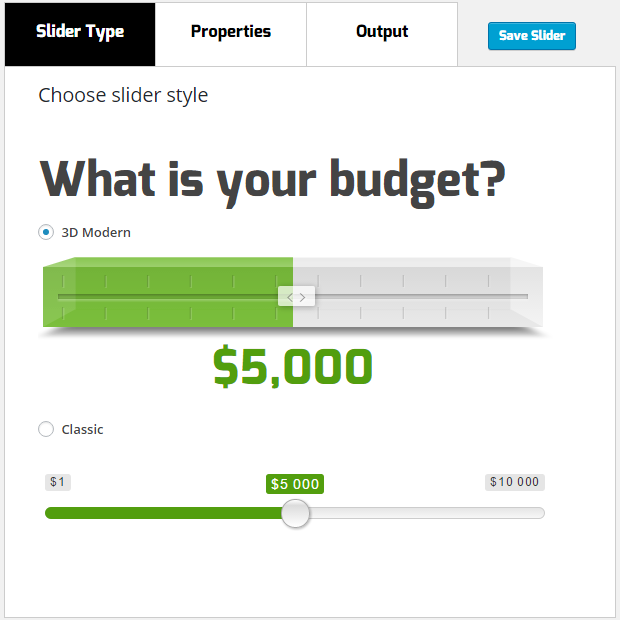 Slider Type Properties Output Save Slider
Choose slider style
What is your budget?
3D Modern
$5,000
Classic
$1 $5 000 $10 000